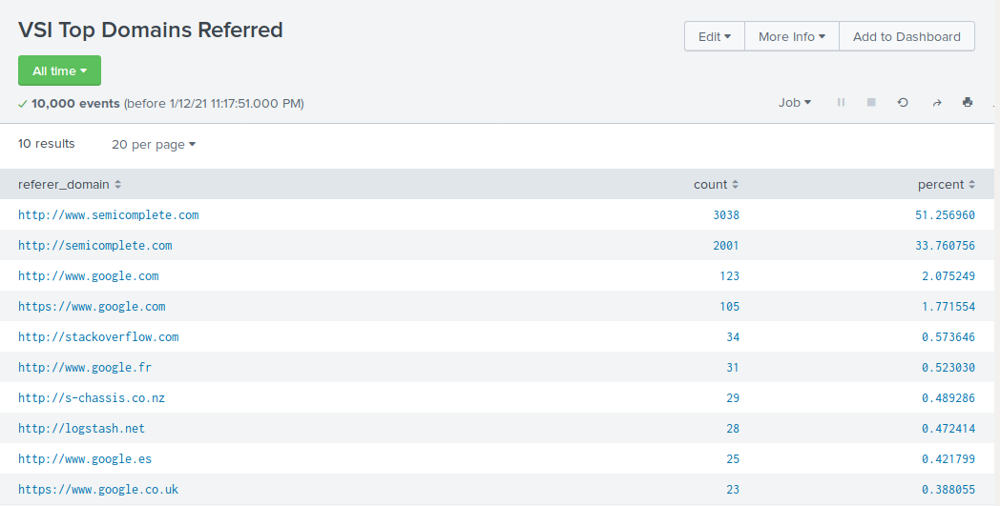 VSI Top Domains Referred
Edit More Info Add to Dashboard
All time
10,000 events (before 1/12/21 11:17:51.000 PM)
Job
10 results 20 per page
referer_domain count percent
http://www.semicomplete.com 3038 51.256960
http://semicomplete.com 2001 33.760756
http://www.google.com 123 2.075249
https://www.google.com 105 1.771554
http://stackoverflow.com 34 0.573646
http://www.google.fr 31 0.523030
http://s-chassis.co.nz 29 0.489286
http://logstash.net 28 0.472414
http://www.google.es 25 0.421799
https://www.google.co.uk 23 0.388055